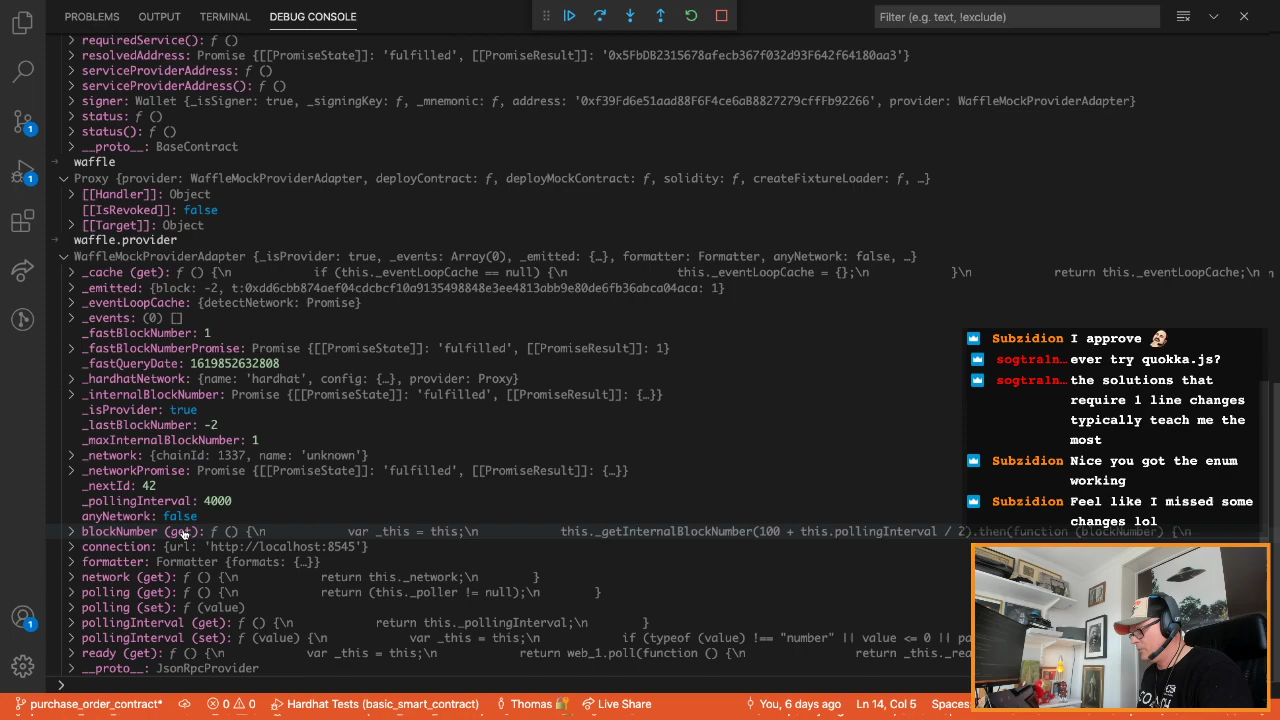 PROBLEMS OUTPUT TERMINAL DEBUG CONSOLE Filter (e.g. text, !exclude)
> requiredService(): ƒ ()
> resolvedAddress: Promise {[[PromiseState]]: 'fulfilled', [[PromiseResult]]: '0x5FbDB2315678afecb367f032d93F642f64180aa3'}
> serviceProviderAddress: ƒ ()
> serviceProviderAddress(): ƒ ()
> signer: Wallet {_isSigner: true, _signingKey: ƒ, _mnemonic: ƒ, address: '0xf39Fd6e51aad88F6F4ce6aB8827279cffFb92266', provider: WaffleMockProviderAdapter}
> status: ƒ ()
> status(): ƒ ()
> __proto__: BaseContract
waffle
Proxy {provider: WaffleMockProviderAdapter, deployContract: ƒ, deployMockContract: ƒ, solidity: ƒ, createFixtureLoader: ƒ, …}
> [[Handler]]: Object
[[IsRevoked]]: false
> [[Target]]: Object
waffle.provider
WaffleMockProviderAdapter {_isProvider: true, _events: Array(0), _emitted: {…}, formatter: Formatter, anyNetwork: false, …}
> _cache (get): ƒ () {\n if (this._eventLoopCache == null) {\n this._eventLoopCache = {};\n }\n return this._eventLoopCache;\n
> _emitted: {block: -2, t:0xdd6cbb874aef04cdcbcf10a9135498848e3ee4813abb9e80de6fb36abca04aca: 1}
> _eventLoopCache: {detectNetwork: Promise}
> _events: (0) []
_fastBlockNumber: 1
> _fastBlockNumberPromise: Promise {[[PromiseState]]: 'fulfilled', [[PromiseResult]]: 1}
_fastQueryDate: 1619852632808
> _hardhatNetwork: {name: 'hardhat', config: {…}, provider: Proxy}
> _internalBlockNumber: Promise {[[PromiseState]]: 'fulfilled', [[PromiseResult]]: {…}}
_isProvider: true
_lastBlockNumber: -2
_maxInternalBlockNumber: 1
> _network: {chainId: 1337, name: 'unknown'}
> _networkPromise: Promise {[[PromiseState]]: 'fulfilled', [[PromiseResult]]: {…}}
_nextId: 42
_pollingInterval: 4000
anyNetwork: false
> blockNumber (get): ƒ () {\n var _this = this;\n this._getInternalBlockNumber(100 + this.pollingInterval / 2).then(function (blockNumber) {\n
> connection: {url: 'http://localhost:8545'}
> formatter: Formatter {formats: {…}}
> network (get): ƒ () {\n return this._network;\n }
> polling (get): ƒ () {\n return (this._poller != null);\n }
> polling (set): ƒ (value)
> pollingInterval (get): ƒ () {\n return this._pollingInterval;\n }
> pollingInterval (set): ƒ (value) {\n var _this = this;\n if (typeof (value) !== "number" || value <= 0 || pa
> ready (get): ƒ () {\n var _this = this;\n return web_1.poll(function () {\n return _this._rea
> __proto__: JsonRpcProvider
>
Subzidion I approve
sogtra1n… ever try quokka.js?
sogtra1n… the solutions that
require 1 line changes
typically teach me the
most
Subzidion Nice you got the enum
working
Subzidion Feel like I missed some
changes lol
1
1
1
purchase_order_contract* 0 0 Hardhat Tests (basic_smart_contract) Thomas Live Share You, 6 days ago Ln 14, Col 5 Spaces